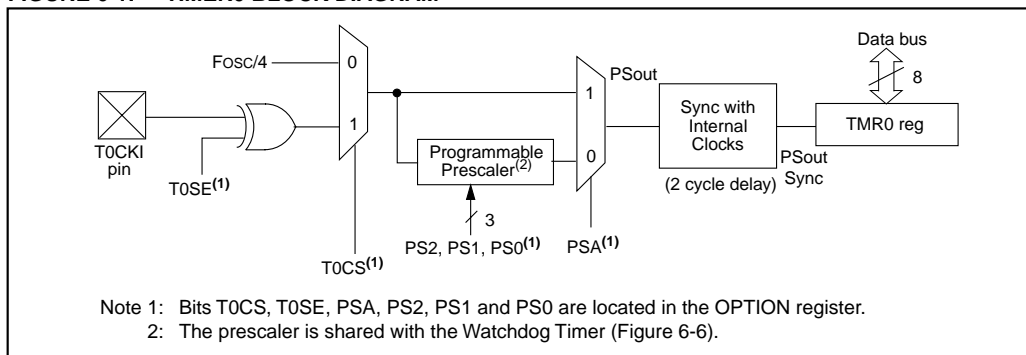 Data bus
FOSC/4
0
8
PSout
1
1
Sync with
Internal
Clocks
TMR0 reg
T0CKI
pin
Programmable
Prescaler(2)
0
PSout
Sync
T0SE(1)
(2 cycle delay)
3
PS2, PS1, PS0(1)
PSA(1)
T0CS(1)
Note 1: Bits T0CS, T0SE, PSA, PS2, PS1 and PS0 are located in the OPTION register.
2: The prescaler is shared with the Watchdog Timer (Figure 6-6).